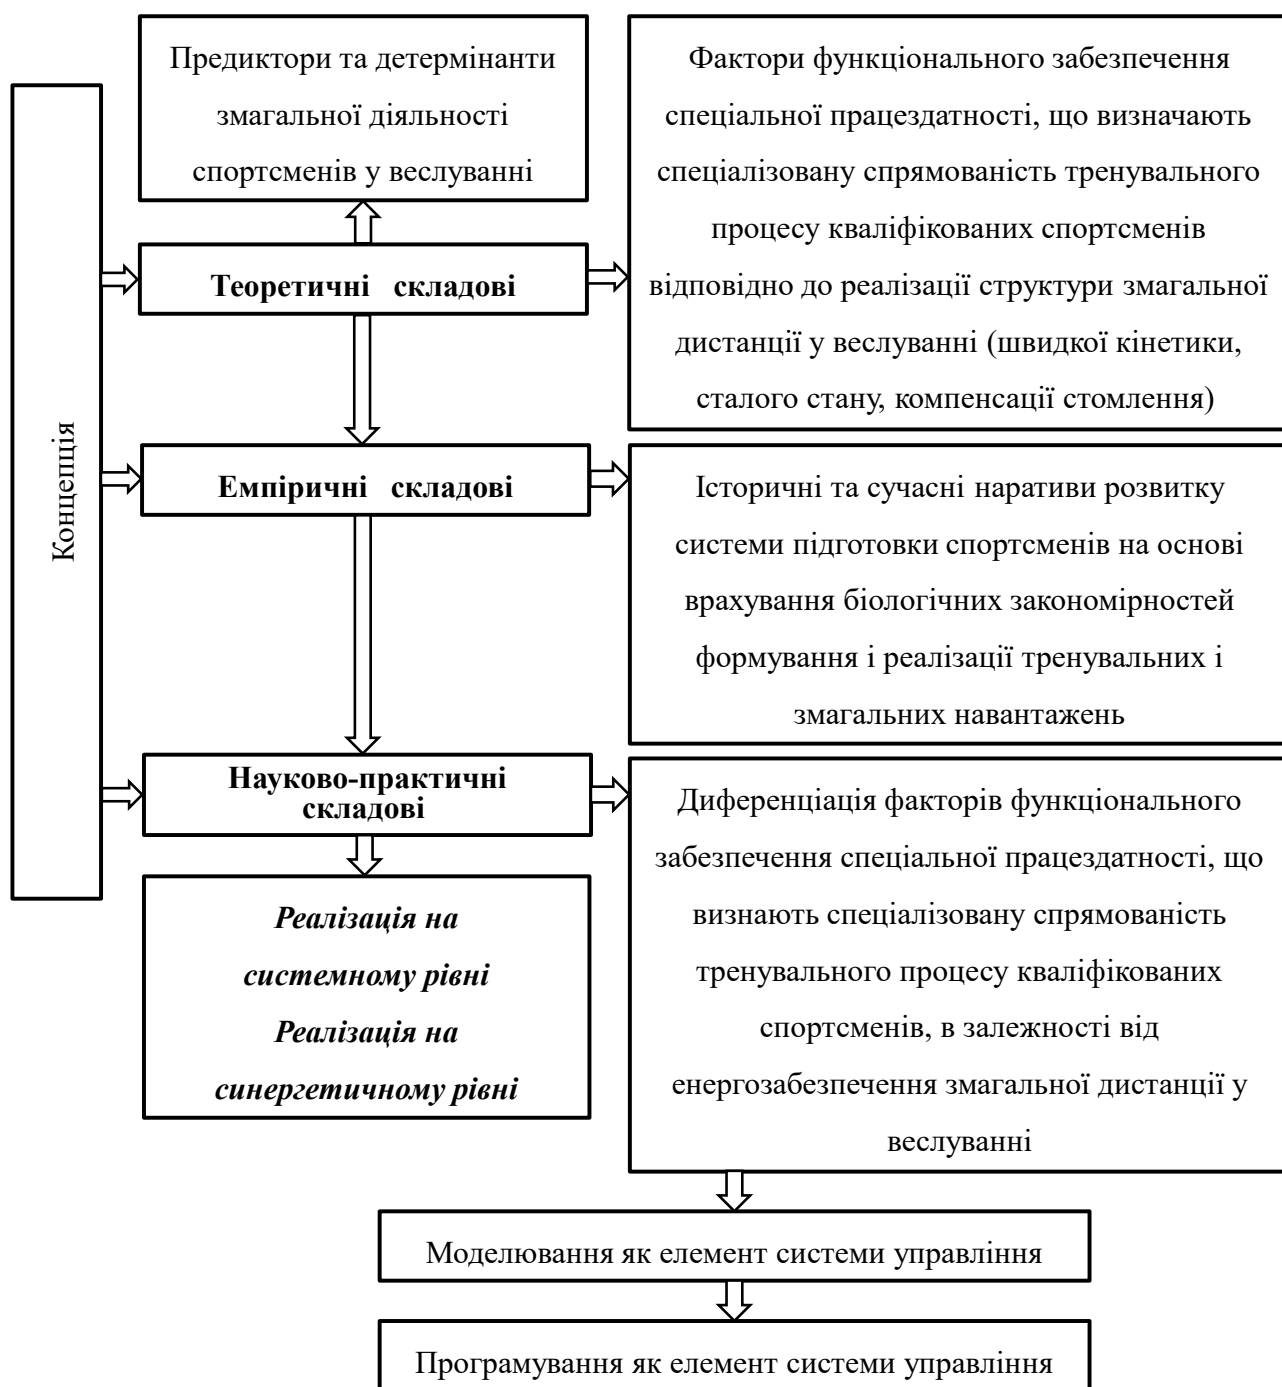 Предиктори та детермінанти
змагальної діяльності
спортсменів у веслуванні
Фактори функціонального забезпечення
спеціальної працездатності, що визначають
спеціалізовану спрямованість тренувального
процесу кваліфікованих спортсменів
відповідно до реалізації структури змагальної
дистанції у веслуванні (швидкої кінетики,
сталого стану, компенсації стомлення)
Концепція
Теоретичні складові
Емпіричні складові
Історичні та сучасні наративи розвитку
системи підготовки спортсменів на основі
врахування біологічних закономірностей
формування і реалізації тренувальних і
змагальних навантажень
Науково-практичні
складові
Диференціація факторів функціонального
забезпечення спеціальної працездатності, що
визнають спеціалізовану спрямованість
тренувального процесу кваліфікованих
спортсменів, в залежності від
енергозабезпечення змагальної дистанції у
веслуванні
Реалізація на
системному рівні
Реалізація на
синергетичному рівні
Моделювання як елемент системи управління
Програмування як елемент системи управління